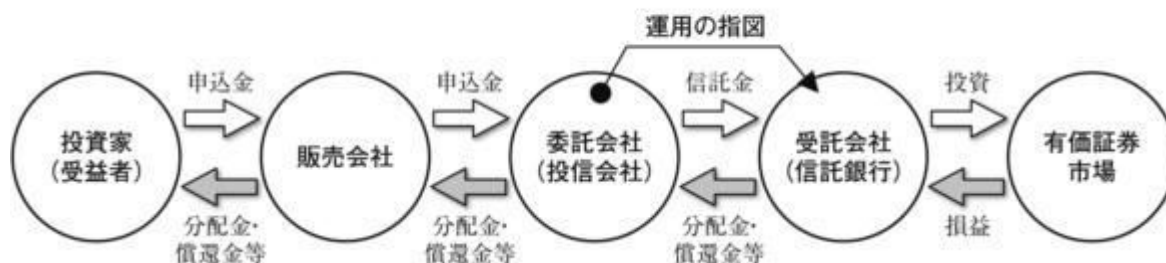 運用の指図
申込金
申込金
信託金
投資
投資家
(受益者)
販売会社
委託会社
(投信会社)
受託会社
(信託銀行)
有価証券
市場
分配金・
償還金等
分配金・
償還金等
分配金・
償還金等
損益